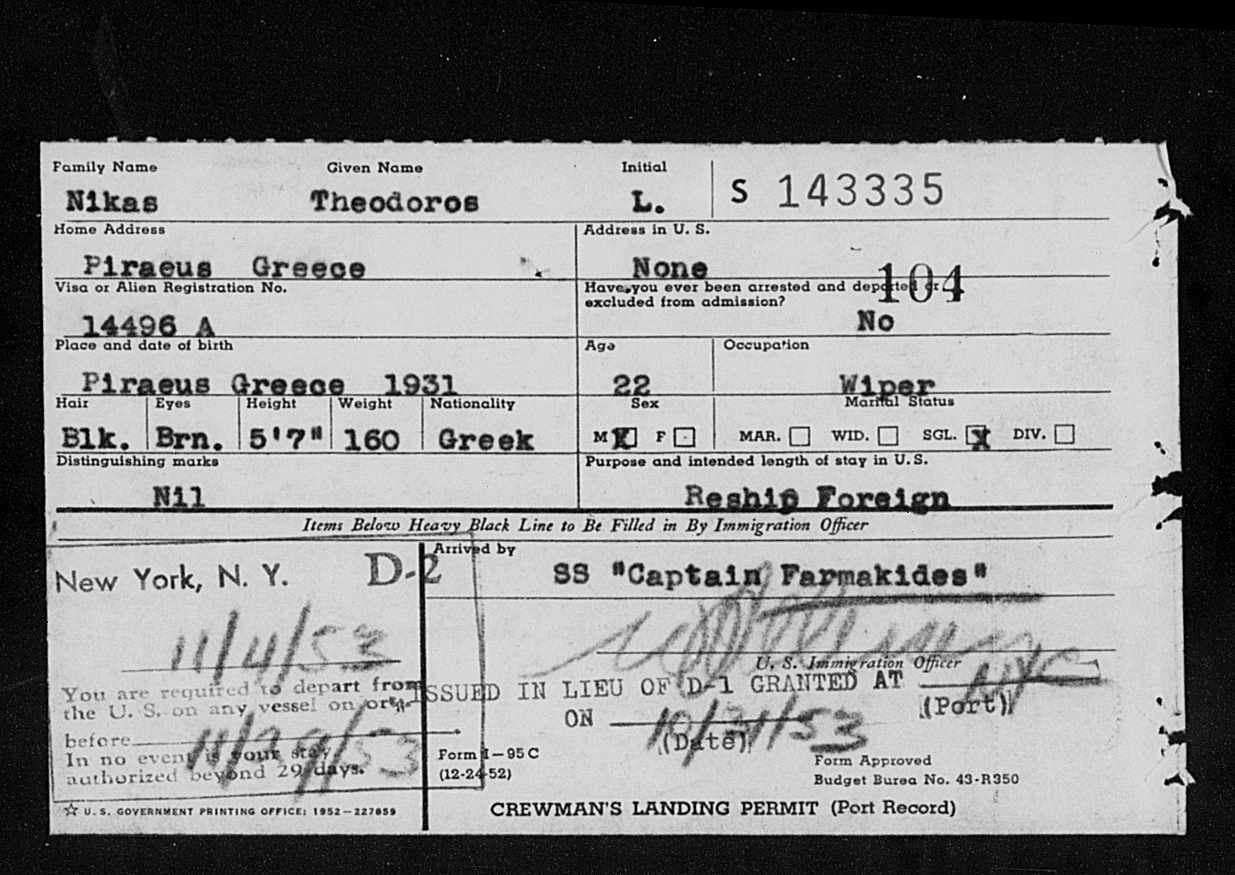 Family Name Given Name Initial
Nikas Theodoros L. S 143335
Home Address Address in U. S.
Piraeus Greece None
Visa or Alien Registration No. Have you ever been arrested and deported or
excluded from admission? 104
14496 A No
Place and date of birth Age Occupation
Piraeus Greece 1931 22 Wiper
Hair Eyes Height Weight Nationality Sex Marital Status
Blk. Brn. 5'7" 160 Greek M X F MAR. WID. SGL. X DIV.
Distinguishing marks Purpose and intended length of stay in U.S.
Nil Reship Foreign
Items Below Heavy Black Line to Be Filled in By Immigration Officer
New York, N. Y. D-2
11/4/53
You are required to depart from
the U. S. on any vessel on or
before 11/29/53
In no event is your stay
authorized beyond 29 days.
☆ U. S. GOVERNMENT PRINTING OFFICE: 1952—227859
Arrived by
SS "Captain Farmakides"
U. S. Immigration Officer
ISSUED IN LIEU OF D-1 GRANTED AT NYC
(Port)
ON 10/31/53
(Date)
Form I—95 C
(12-24-52)
Form Approved
Budget Burea No. 43-R350
CREWMAN'S LANDING PERMIT (Port Record)